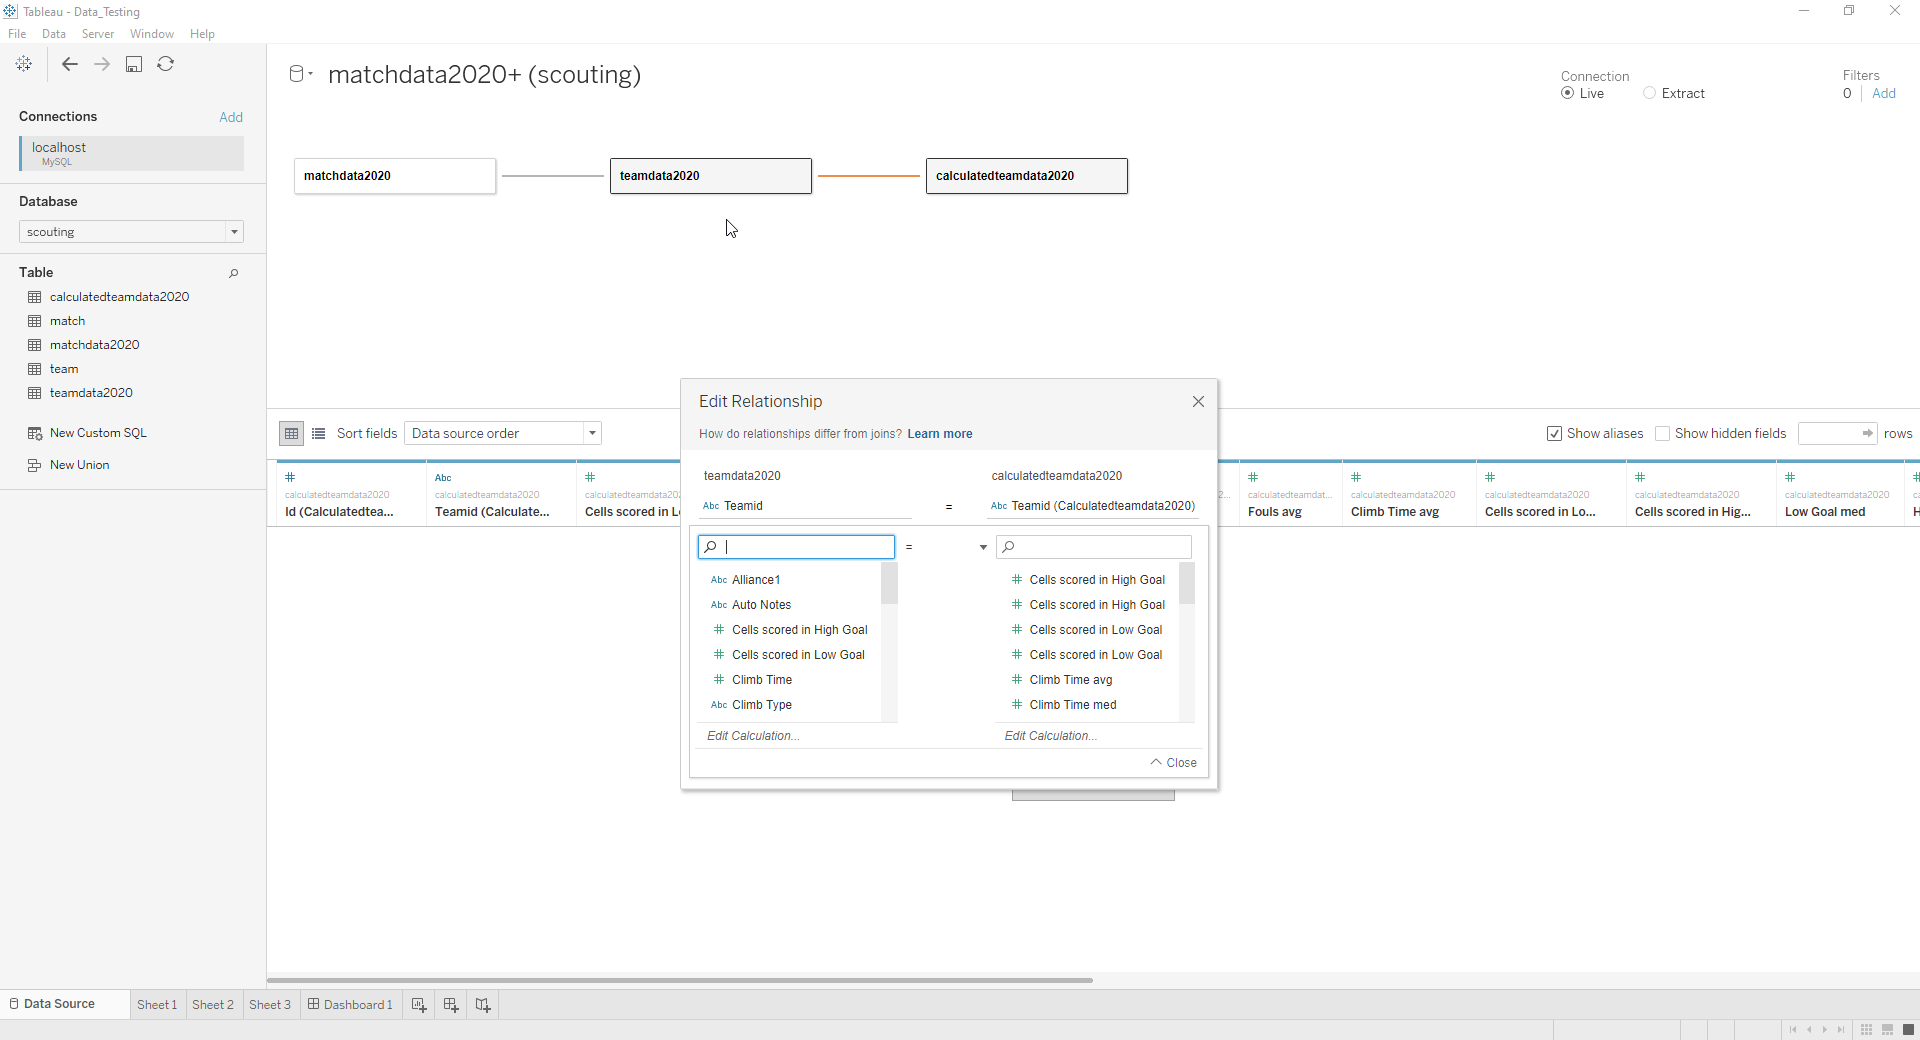 Tableau - Data_Testing
File Data Server Window Help
matchdata2020+ (scouting)
Connection
Live Extract
Filters
0 Add
Connections Add
localhost
MySQL
Database
scouting
Table
calculatedteamdata2020
match
matchdata2020
team
teamdata2020
New Custom SQL
New Union
matchdata2020 teamdata2020 calculatedteamdata2020
Sort fields Data source order
Show aliases Show hidden fields rows
# Abc # # # # # #
calculatedteamdata2020 calculatedteamdata2020 calculatedteamdata202 2... calculatedteamdat... calculatedteamdata2020 calculatedteamdata2020 calculatedteamdata2020 calculatedteamdata2020
Id (Calculatedtea... Teamid (Calculate... Cells scored in Lo Fouls avg Climb Time avg Cells scored in Lo... Cells scored in Hig... Low Goal med H
Edit Relationship
How do relationships differ from joins? Learn more
teamdata2020 calculatedteamdata2020
Abc Teamid = Abc Teamid (Calculatedteamdata2020)
=
Abc Alliance1
Abc Auto Notes
# Cells scored in High Goal
# Cells scored in Low Goal
# Climb Time
Abc Climb Type
Edit Calculation...
# Cells scored in High Goal
# Cells scored in High Goal
# Cells scored in Low Goal
# Cells scored in Low Goal
# Climb Time avg
# Climb Time med
Edit Calculation...
Close
Data Source Sheet 1 Sheet 2 Sheet 3 Dashboard 1